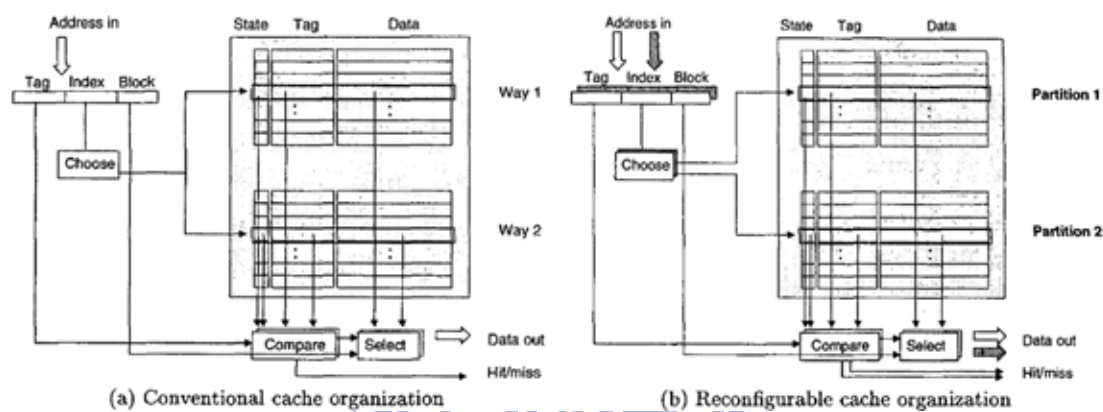 Address in
State Tag Data
Tag Index Block
Way 1
Choose
Way 2
Compare
Select
Data out
Hit/miss
(a) Conventional cache organization
Address in
State Tag Data
Tag Index Block
Partition 1
Choose
Partition 2
Compare
Select
Data out
Hit/miss
(b) Reconfigurable cache organization